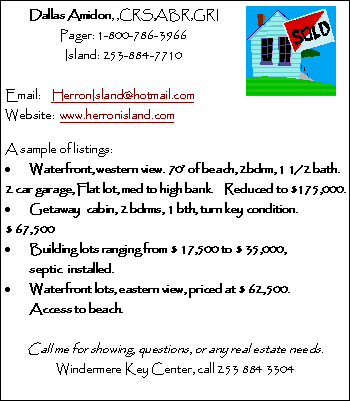 Dallas Amidon, ,CRS,ABR,GRI
Pager: 1-800-786-3966
Island: 253-884-7710
SOLD
Email: HerronIsland@hotmail.com
Website: www.herronisland.com
A sample of listings:
• Waterfront, western view. 70' of beach, 2bdrm, 1 1/2 bath.
2 car garage, Flat lot, med to high bank. Reduced to $175,000.
• Getaway cabin, 2 bdrms, 1 bth, turn key condition.
$ 67,500
• Building lots ranging from $ 17,500 to $ 35,000,
septic installed.
• Waterfront lots, eastern view, priced at $ 62,500.
Access to beach.
Call me for showing, questions, or any real estate needs.
Windermere Key Center, call 253 884 3304